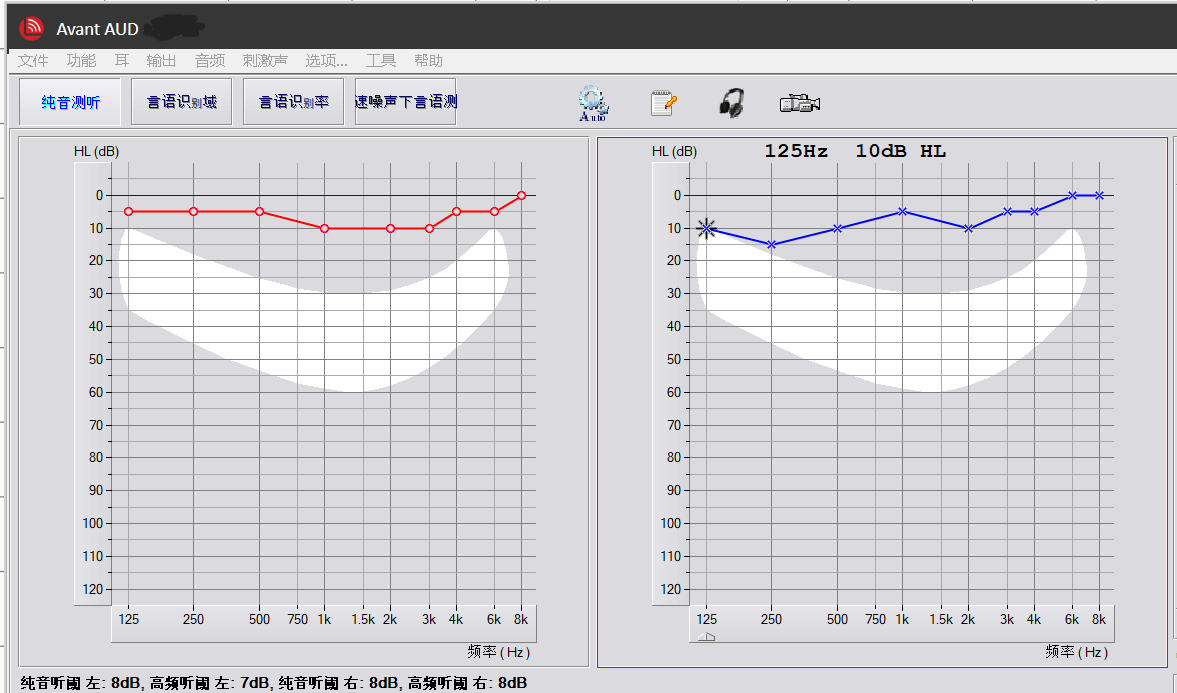 Avant AUD
文件 功能 耳 输出 音频 刺激声 选项... 工具 帮助
纯音测听 言语识别域 言语识别率 速噪声下言语测
Auto
HL (dB)
0
10
20
30
40
50
60
70
80
90
100
110
120
125 250 500 750 1k 1.5k 2k 3k 4k 6k 8k
频率 ( Hz )
HL (dB) 125Hz 10dB HL
0
10
20
30
40
50
60
70
80
90
100
110
120
125 250 500 750 1k 1.5k 2k 3k 4k 6k 8k
频率 ( Hz )
纯音听阈 左: 8dB, 高频听阈 左: 7dB, 纯音听阈 右: 8dB, 高频听阈 右: 8dB